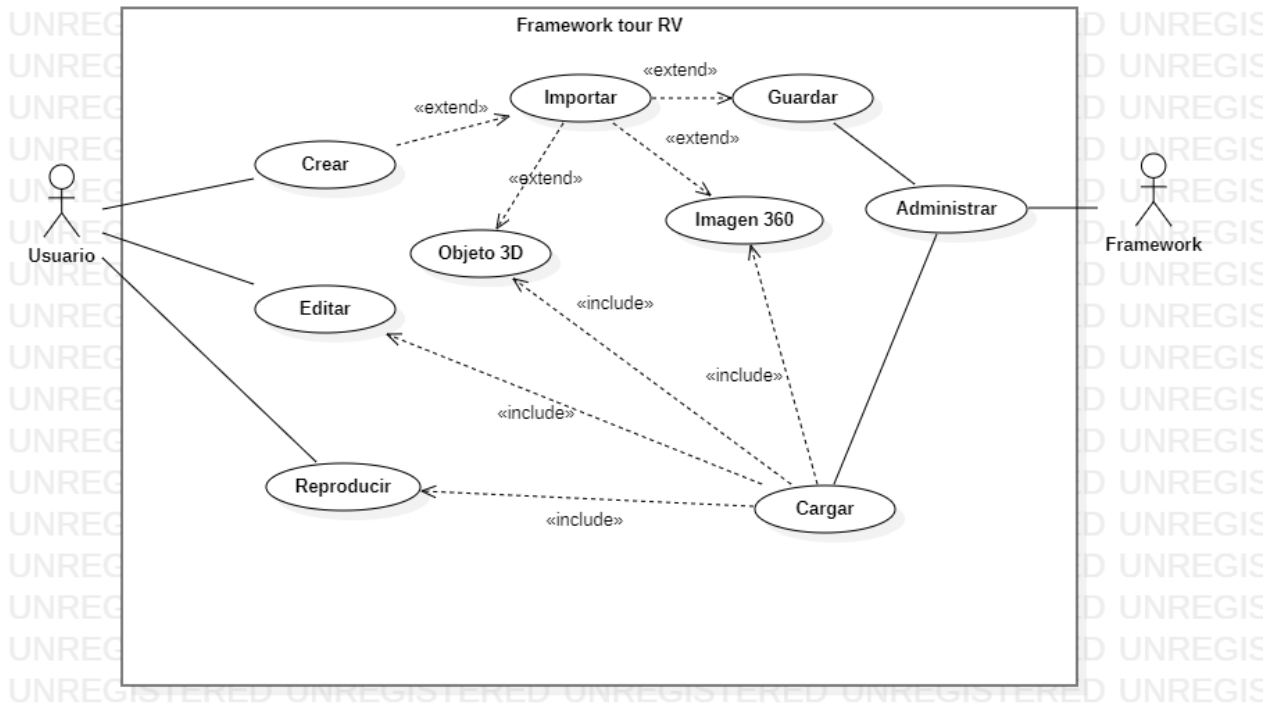 Framework tour RV
«extend»
Importar
Guardar
«extend»
«extend»
Crear
«extend»
Imagen 360
Administrar
Usuario
Framework
Objeto 3D
Editar
«include»
«include»
«include»
Reproducir
Cargar
«include»
UNREGISTERED UNREGISTERED UNREGISTERED UNREGISTERED UNREGIS